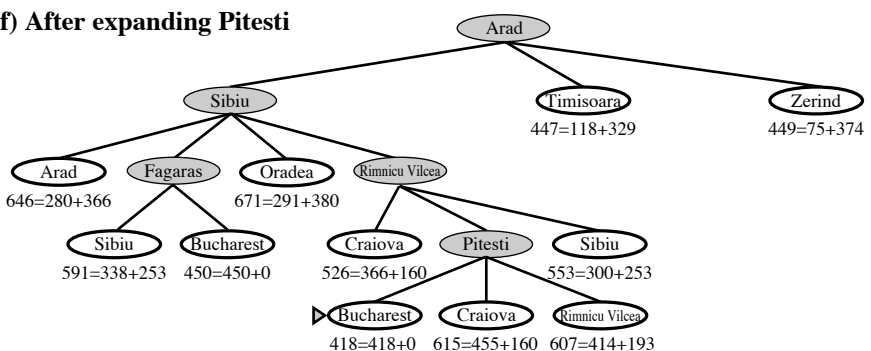 f) After expanding Pitesti
Arad
Sibiu
Timisoara
Zerind
447=118+329
449=75+374
Arad
Fagaras
Oradea
Rimnicu Vilcea
646=280+366
671=291+380
Sibiu
Bucharest
Craiova
Pitesti
Sibiu
591=338+253
450=450+0
526=366+160
553=300+253
Bucharest
Craiova
Rimnicu Vilcea
418=418+0
615=455+160
607=414+193